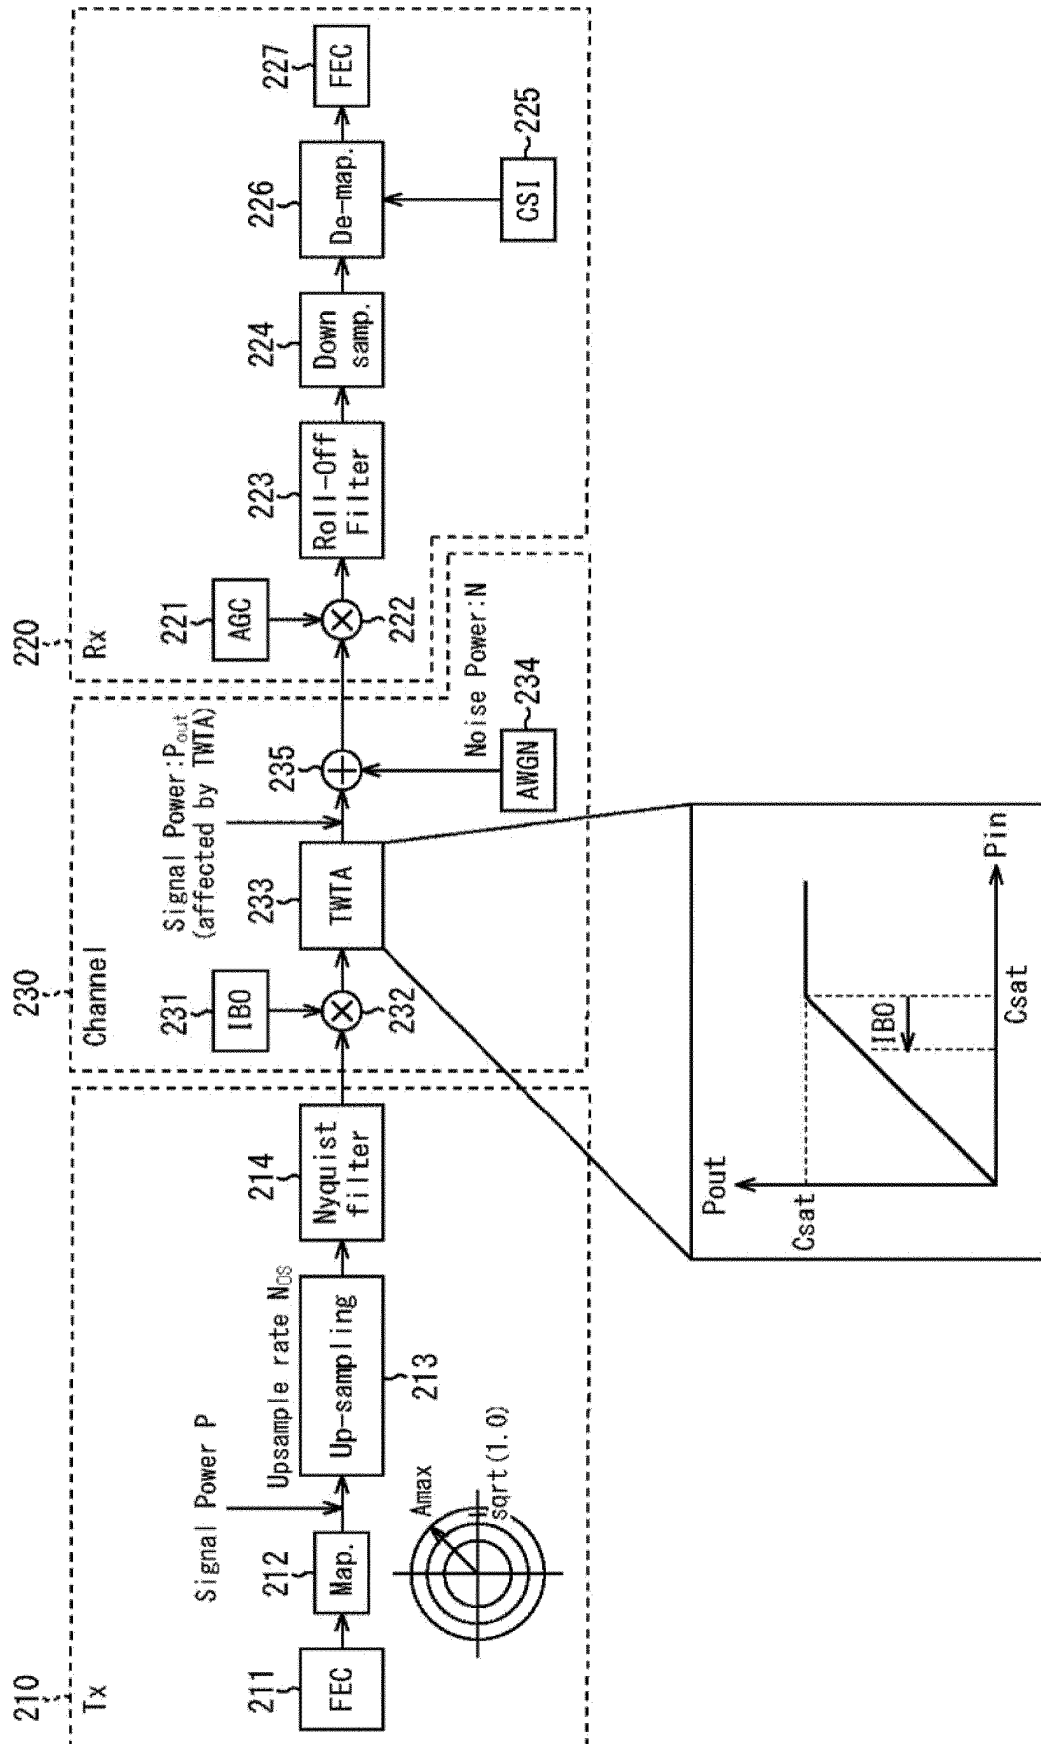 210
Tx
211
FEC
212
Map.
Signal Power P
Amax
sqrt(1.0)
Upsample rate NOS
Up-sampling
213
214
Nyquist
filter
230
Channel
231
IBO
232
233
TWTA
Signal Power:Pout
(affected by TWTA)
235
Noise Power:N
AWGN
234
Pout
Csat
IBO
Csat
Pin
220
Rx
221
AGC
222
223
Roll-Off
Filter
224
Down
samp.
226
De-map.
CSI
225
227
FEC